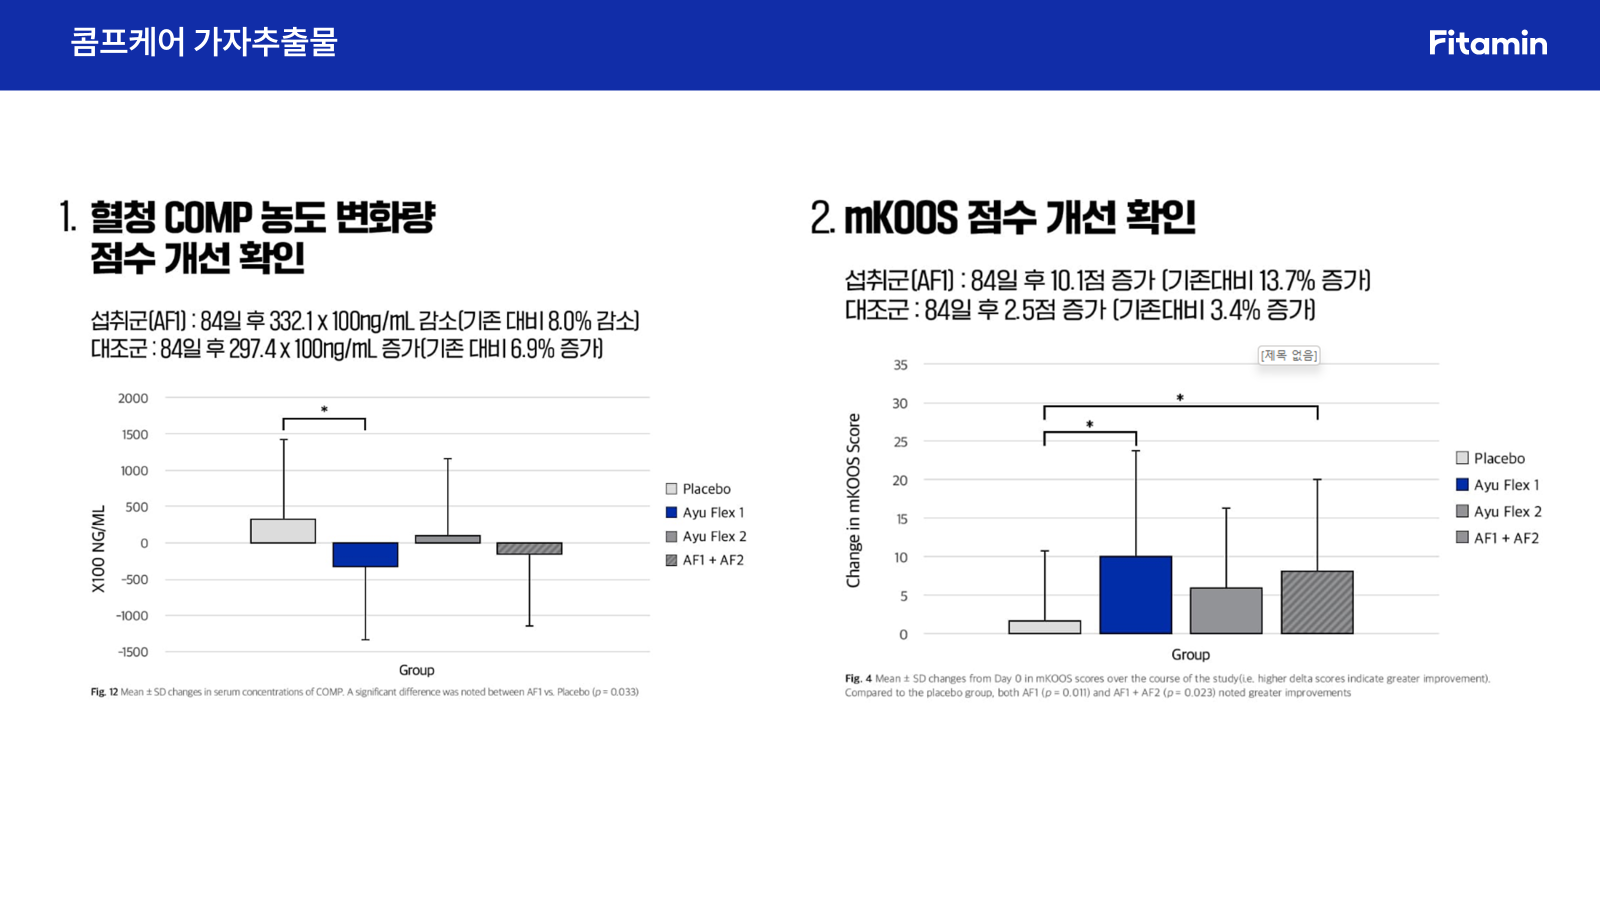 콤프케어 가자추출물
Fitamin
1. 혈청 COMP 농도 변화량
점수 개선 확인
섭취군(AF1) : 84일 후 332.1 x 100ng/mL 감소(기존 대비 8.0% 감소)
대조군 : 84일 후 297.4 x 100ng/mL 증가(기존 대비 6.9% 증가)
2000
1500
1000
500
0
-500
-1000
-1500
X100 NG/ML
*
Group
Placebo
Ayu Flex 1
Ayu Flex 2
AF1 + AF2
Fig. 12 Mean ± SD changes in serum concentrations of COMP. A significant difference was noted between AF1 vs. Placebo (p = 0.033)
2. mKOOS 점수 개선 확인
섭취군(AF1) : 84일 후 10.1점 증가 (기존대비 13.7% 증가)
대조군 : 84일 후 2.5점 증가 (기존대비 3.4% 증가)
[제목 없음]
35
30
25
20
15
10
5
0
Change in mKOOS Score
*
*
Group
Placebo
Ayu Flex 1
Ayu Flex 2
AF1 + AF2
Fig. 4 Mean ± SD changes from Day 0 in mKOOS scores over the course of the study(i.e. higher delta scores indicate greater improvement).
Compared to the placebo group, both AF1 (p = 0.011) and AF1 + AF2 (p = 0.023) noted greater improvements